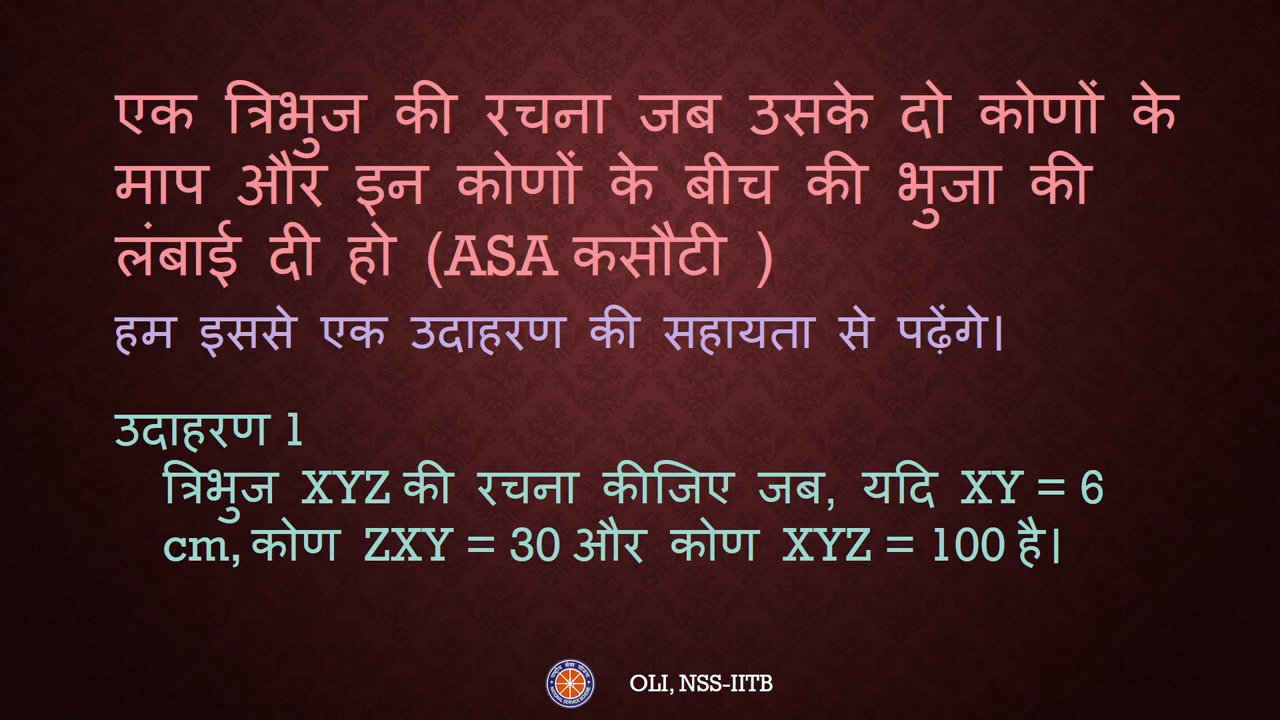 एक त्रिभुज की रचना जब उसके दो कोणों के
माप और इन कोणों के बीच की भुजा की
लंबाई दी हो (ASA कसौटी )
हम इससे एक उदाहरण की सहायता से पढ़ेंगे।
उदाहरण 1
त्रिभुज XYZ की रचना कीजिए जब, यदि XY = 6
cm, कोण ZXY = 30 और कोण XYZ = 100 है।
OLI, NSS-IITB